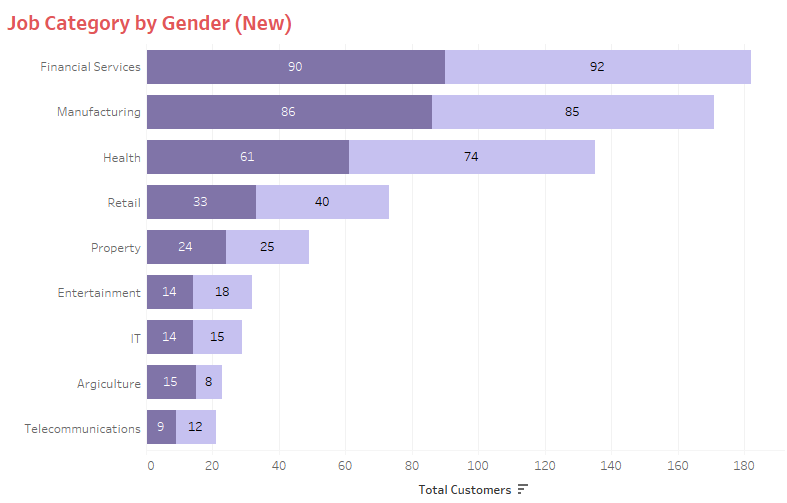 Job Category by Gender (New)
Financial Services 90 92
Manufacturing 86 85
Health 61 74
Retail 33 40
Property 24 25
Entertainment 14 18
IT 14 15
Argiculture 15 8
Telecommunications 9 12
0 20 40 60 80 100 120 140 160 180
Total Customers